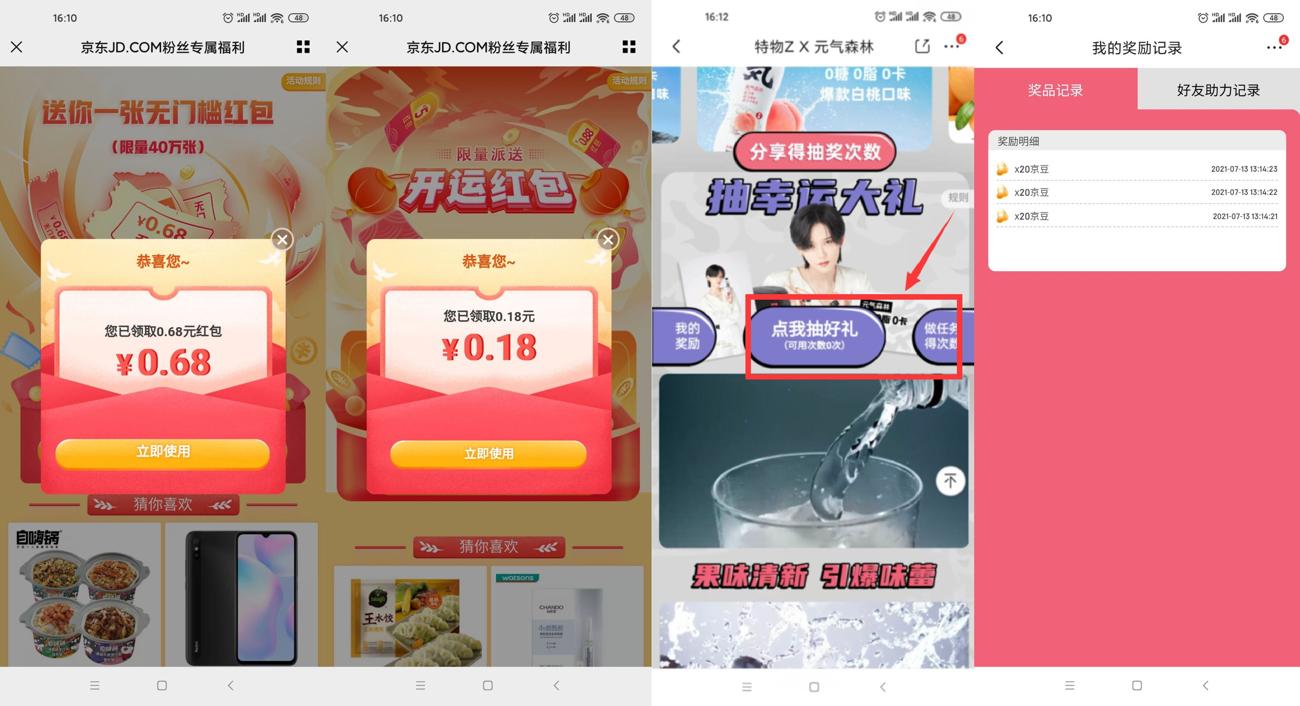 16:10
48
京东JD.COM粉丝专属福利
活动规则
送你一张无门槛红包
(限量40万张)
¥0.68
恭喜您~
您已领取0.68元红包
¥0.68
立即使用
猜你喜欢
自嗨锅
16:10
48
京东JD.COM粉丝专属福利
活动规则
限量派送
开运红包
恭喜您~
您已领取0.18元
¥0.18
立即使用
猜你喜欢
王水饺
watsons
CHANDO
16:12
48
特物Z X 元气森林
6
0糖 0脂 0卡
爆款白桃口味
分享得抽奖次数
抽幸运大礼
规则
元气森林
0卡
我的
奖励
点我抽好礼
(可用次数0次)
做任务
得次数
果味清新 引爆味蕾
16:10
48
我的奖励记录
6
奖品记录
好友助力记录
奖励明细
x20京豆 2021-07-13 13:14:23
x20京豆 2021-07-13 13:14:22
x20京豆 2021-07-13 13:14:21